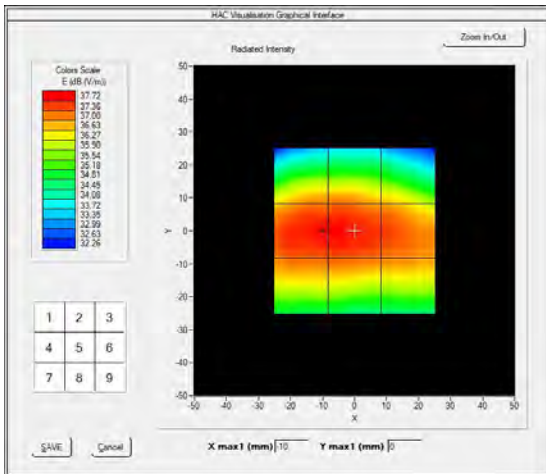 HAC Visualisation Graphical Interface
Zoom In/Out
Radiated Intensity
Colors Scale
E (dB (V/m))
37.72
37.36
37.00
36.63
36.27
35.90
35.54
35.18
34.81
34.45
34.08
33.72
33.35
32.99
32.63
32.26
50
40
30
20
10
0
-10
-20
-30
-40
-50
Y
-50 -40 -30 -20 -10 0 10 20 30 40 50
X
1 2 3
4 5 6
7 8 9
SAVE Cancel
X max1 (mm) -10 Y max1 (mm) 0